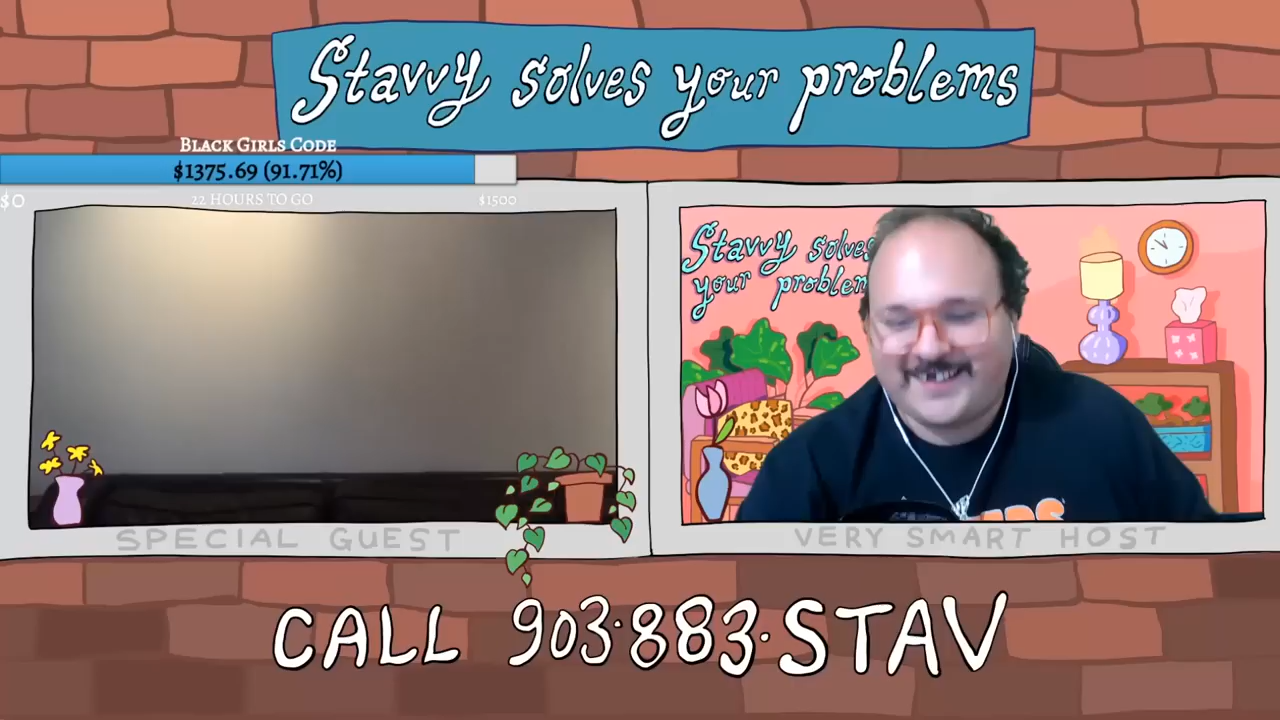 Stavvy solves your problems
BLACK GIRLS CODE
$1375.69 (91.71%)
$0
22 HOURS TO GO
$1500
Stavvy solves
your problem
SPECIAL GUEST
VERY SMART HOST
CALL 903·883·STAV